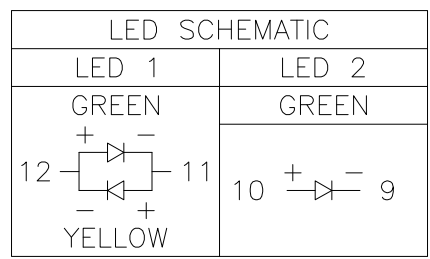 LED SCHEMATIC
LED 1
LED 2
GREEN
+ −
12
11
− +
YELLOW
GREEN
+ −
10
9